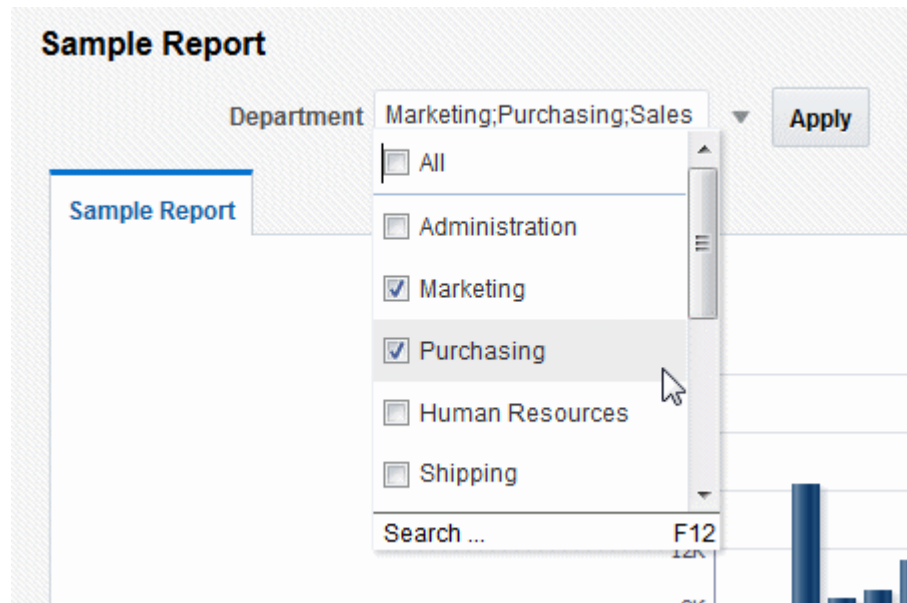 Sample Report
Department Marketing;Purchasing;Sales Apply
All
Sample Report
Administration
Marketing
Purchasing
Human Resources
Shipping
Search ... F12
12K